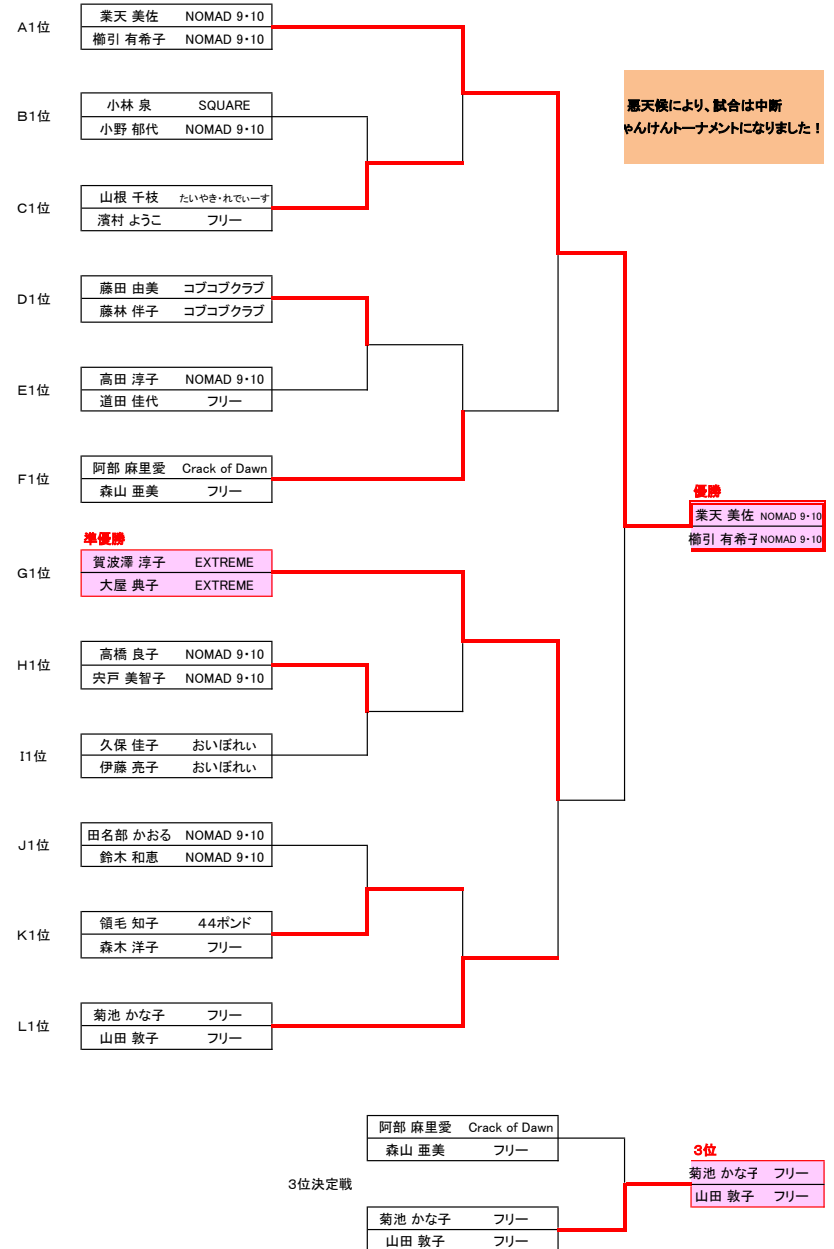 A1位
業天 美佐 NOMAD 9・10
櫛引 有希子 NOMAD 9・10
悪天候により、試合は中断
ゃんけんトーナメントになりました！
B1位
小林 泉 SQUARE
小野 郁代 NOMAD 9・10
C1位
山根 千枝 たいやき・れでぃーす
濱村 ようこ フリー
D1位
藤田 由美 コブコブクラブ
藤林 伴子 コブコブクラブ
E1位
高田 淳子 NOMAD 9・10
道田 佳代 フリー
F1位
阿部 麻里愛 Crack of Dawn
森山 亜美 フリー
優勝
業天 美佐 NOMAD 9・10
櫛引 有希子 NOMAD 9・10
準優勝
G1位
賀波澤 淳子 EXTREME
大屋 典子 EXTREME
H1位
高橋 良子 NOMAD 9・10
宍戸 美智子 NOMAD 9・10
I1位
久保 佳子 おいぼれぃ
伊藤 亮子 おいぼれぃ
J1位
田名部 かおる NOMAD 9・10
鈴木 和恵 NOMAD 9・10
K1位
領毛 知子 44ポンド
森木 洋子 フリー
L1位
菊池 かな子 フリー
山田 敦子 フリー
3位決定戦
阿部 麻里愛 Crack of Dawn
森山 亜美 フリー
菊池 かな子 フリー
山田 敦子 フリー
3位
菊池 かな子 フリー
山田 敦子 フリー